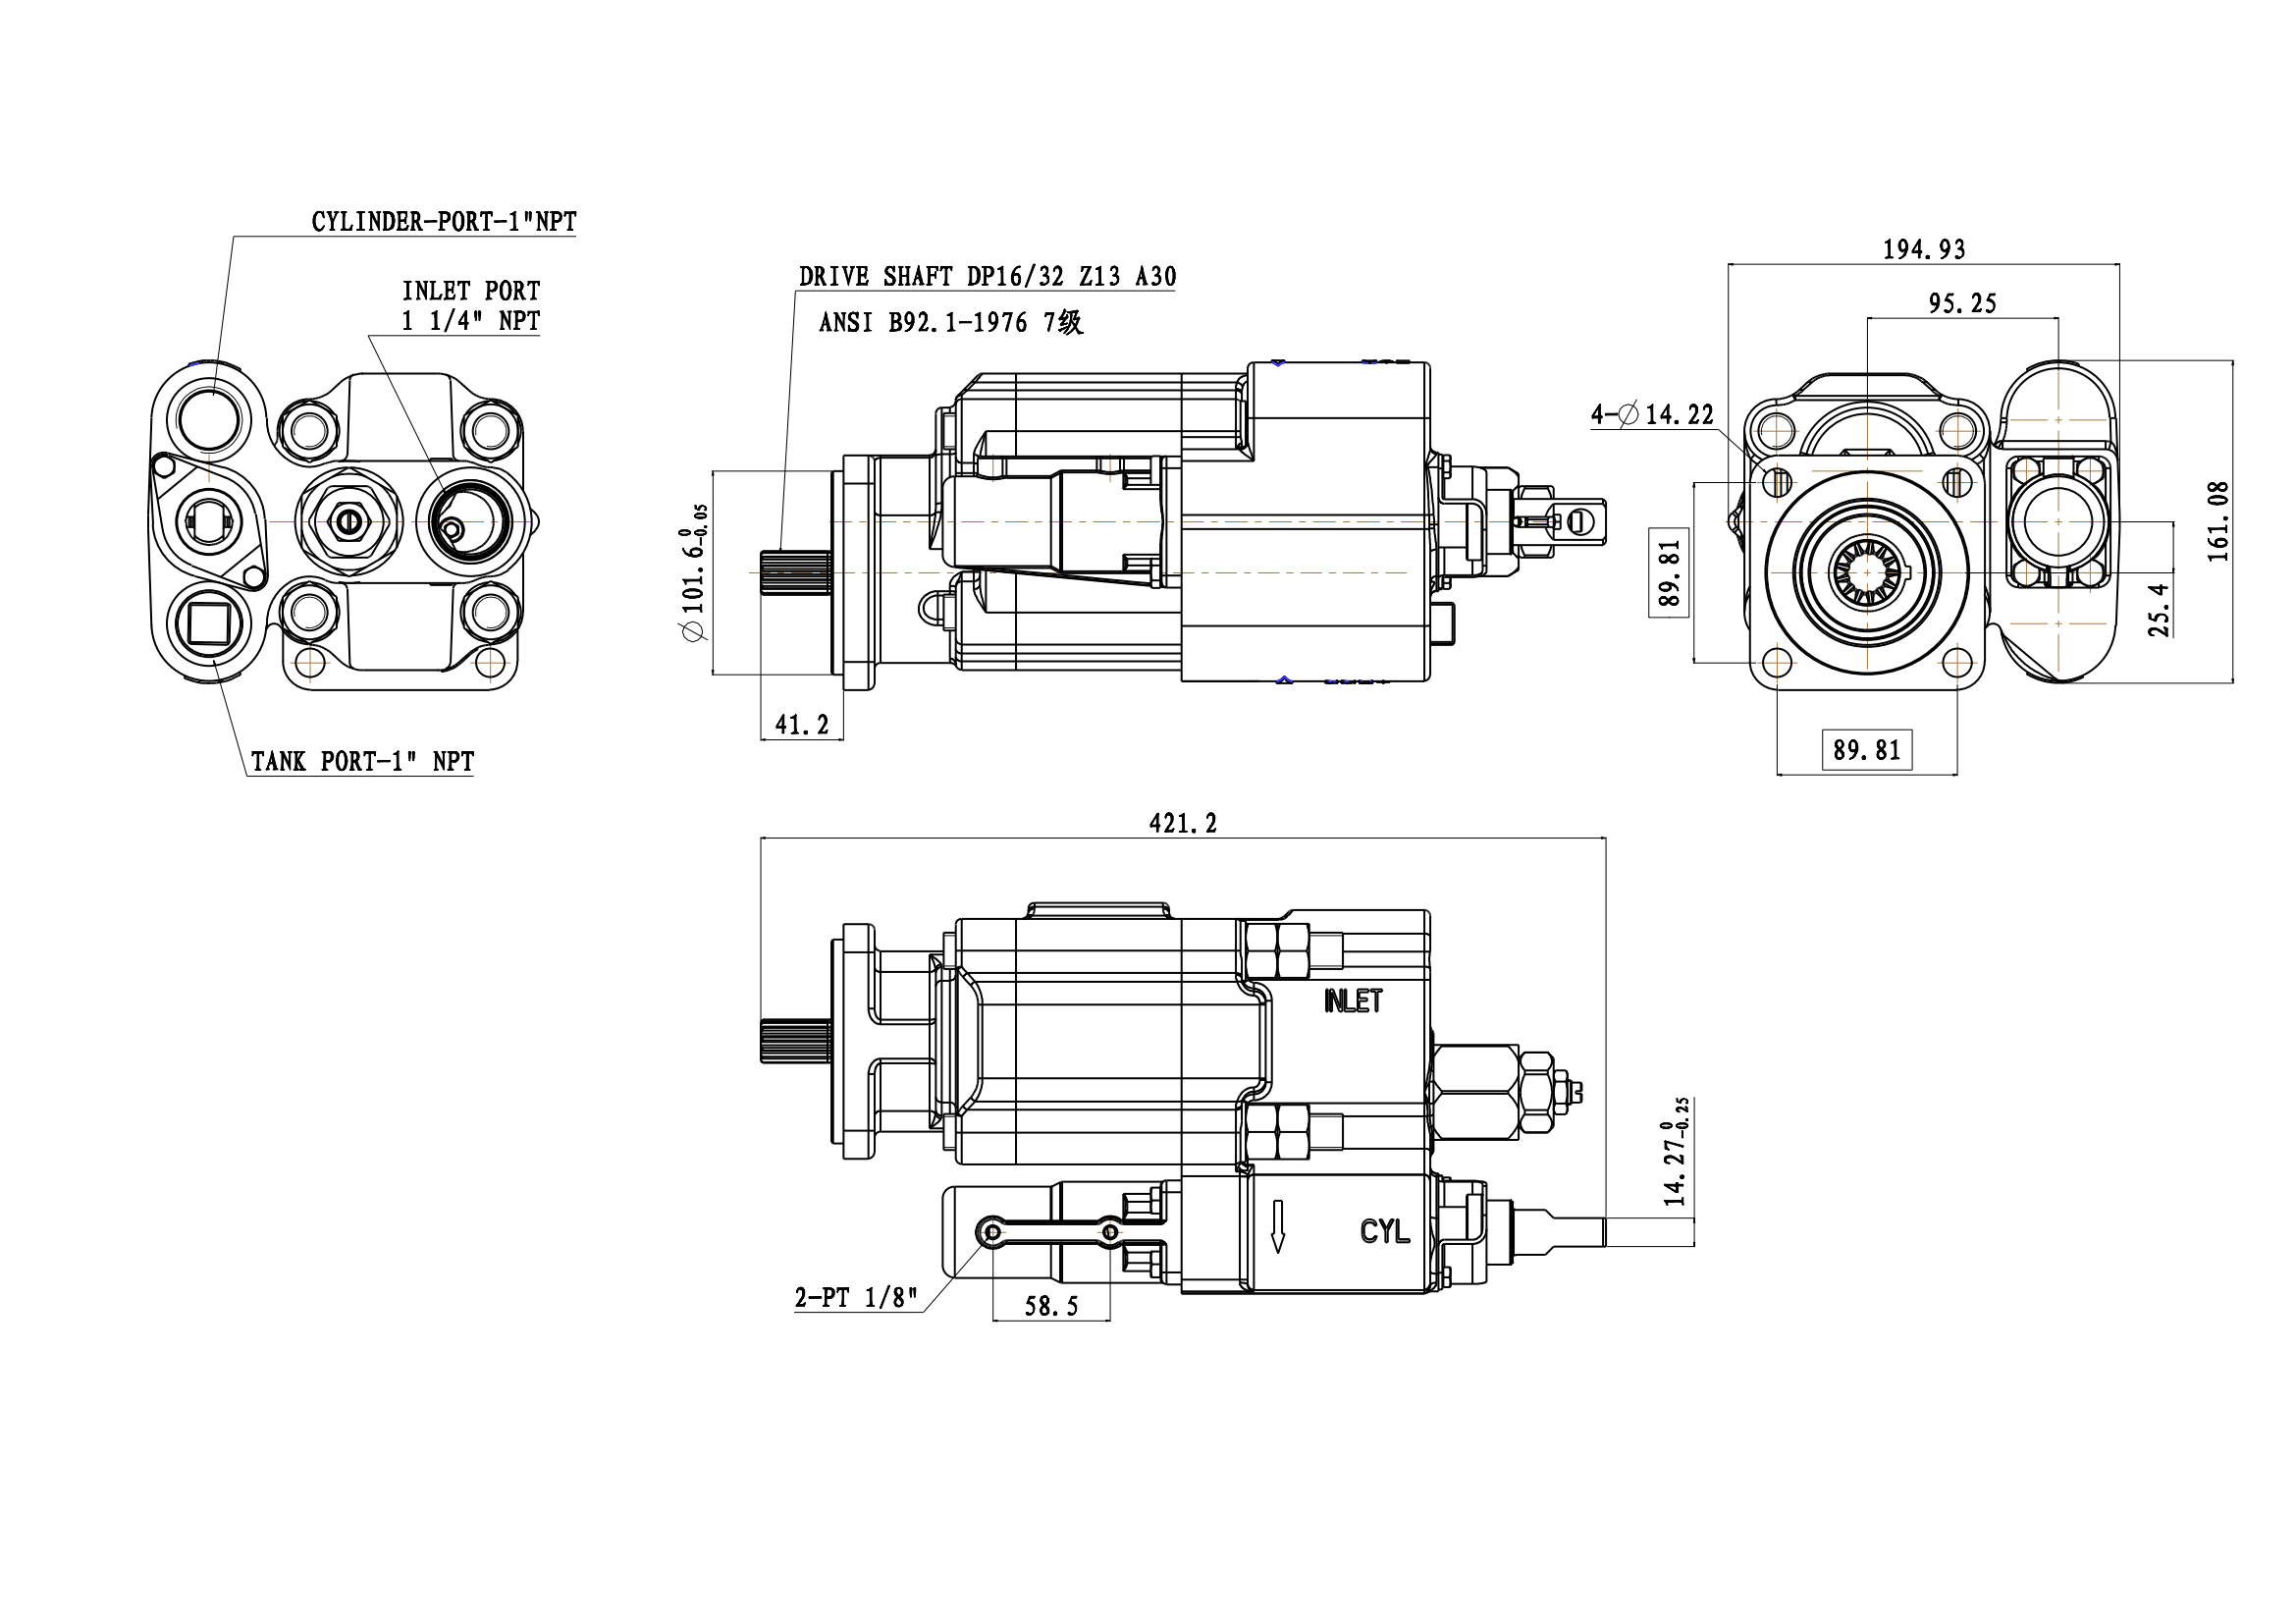 CYLINDER-PORT-1"NPT
INLET PORT
1 1/4" NPT
TANK PORT-1" NPT
DRIVE SHAFT DP16/32 Z13 A30
ANSI B92.1-1976 7级
∅101.6 0 -0.05
41.2
194.93
95.25
4-∅14.22
89.81
161.08
25.4
89.81
421.2
INLET
14.27 0 -0.25
CYL
2-PT 1/8"
58.5